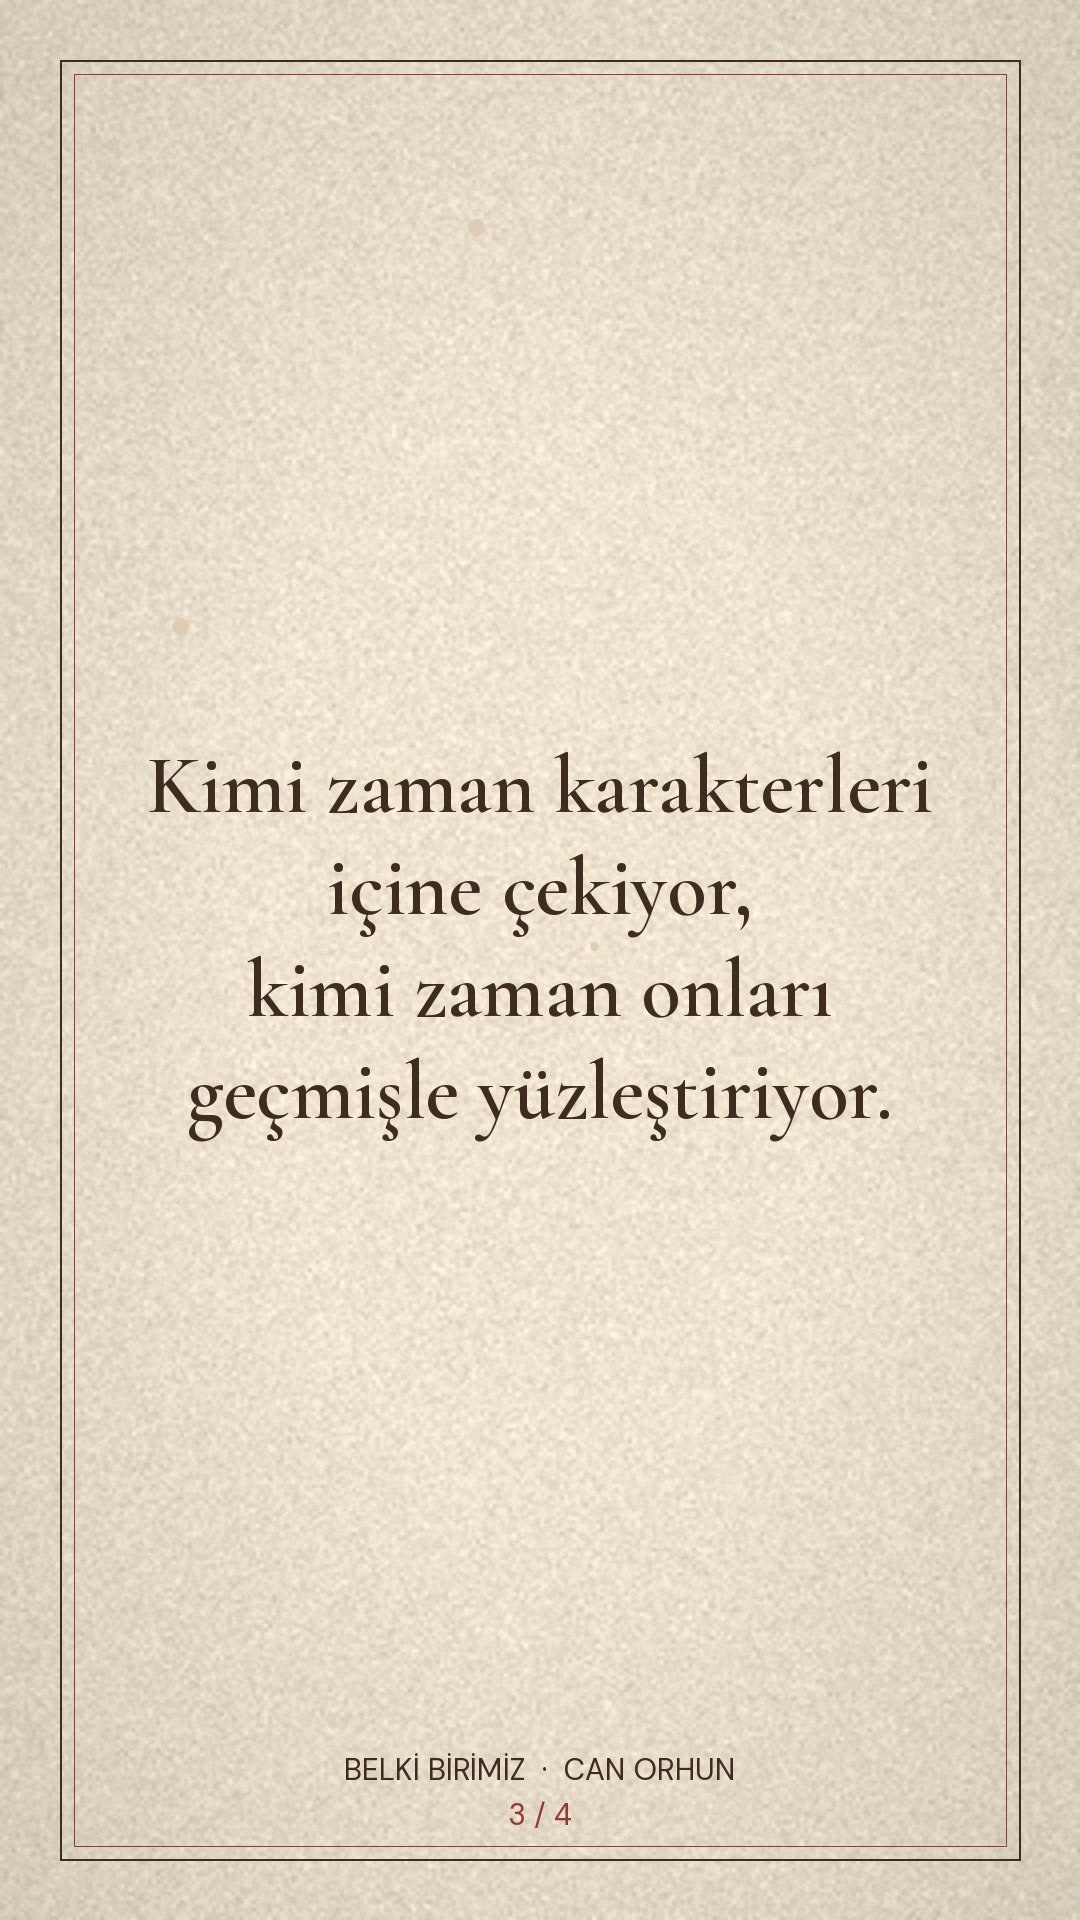 Kimi zaman karakterleri
içine çekiyor,
kimi zaman onları
geçmişle yüzleştiriyor.
BELKİ BİRİMİZ · CAN ORHUN
3 / 4